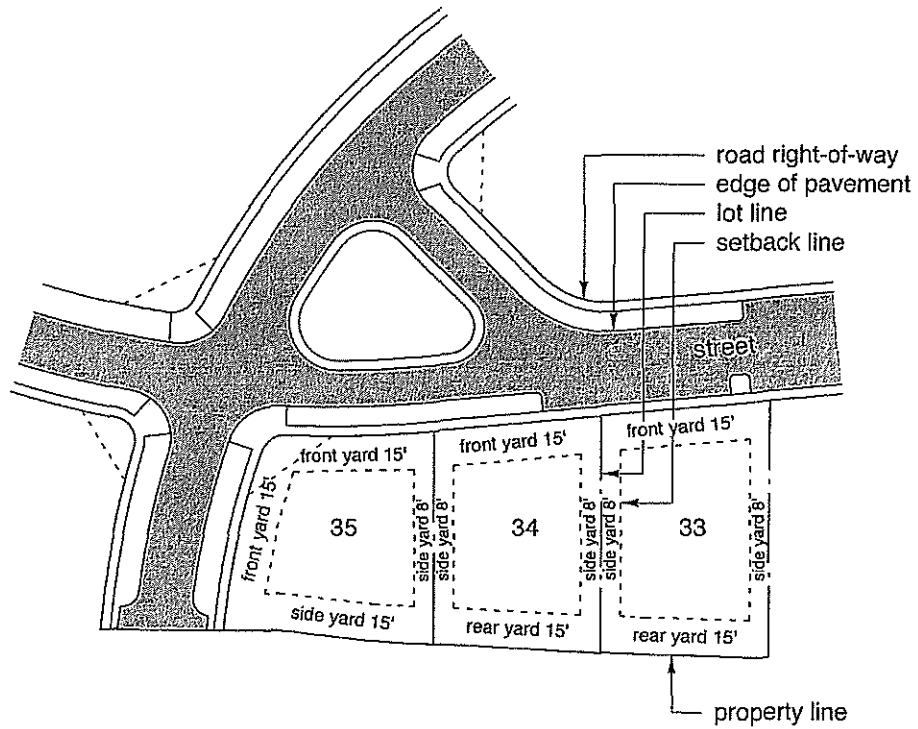 road right-of-way
edge of pavement
lot line
setback line
street
front yard 15'
front yard 15'
front yard 15'
front yard 15'
35
34
33
side yard 8'
side yard 8'
side yard 8'
side yard 8'
side yard 8'
side yard 15'
rear yard 15'
rear yard 15'
property line